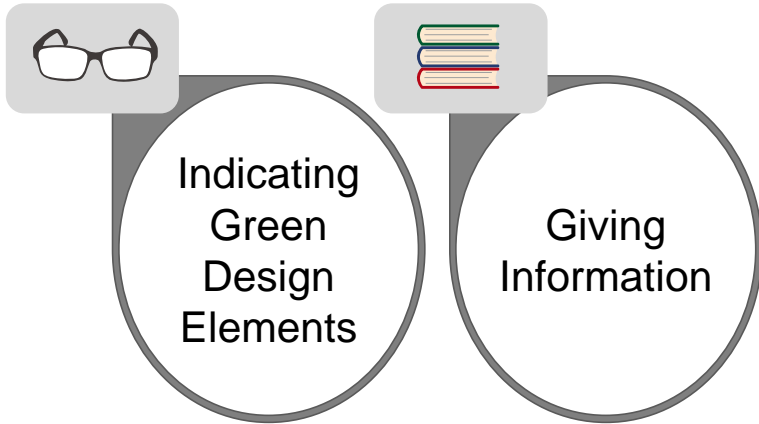 Indicating
Green
Design
Elements
Giving
Information